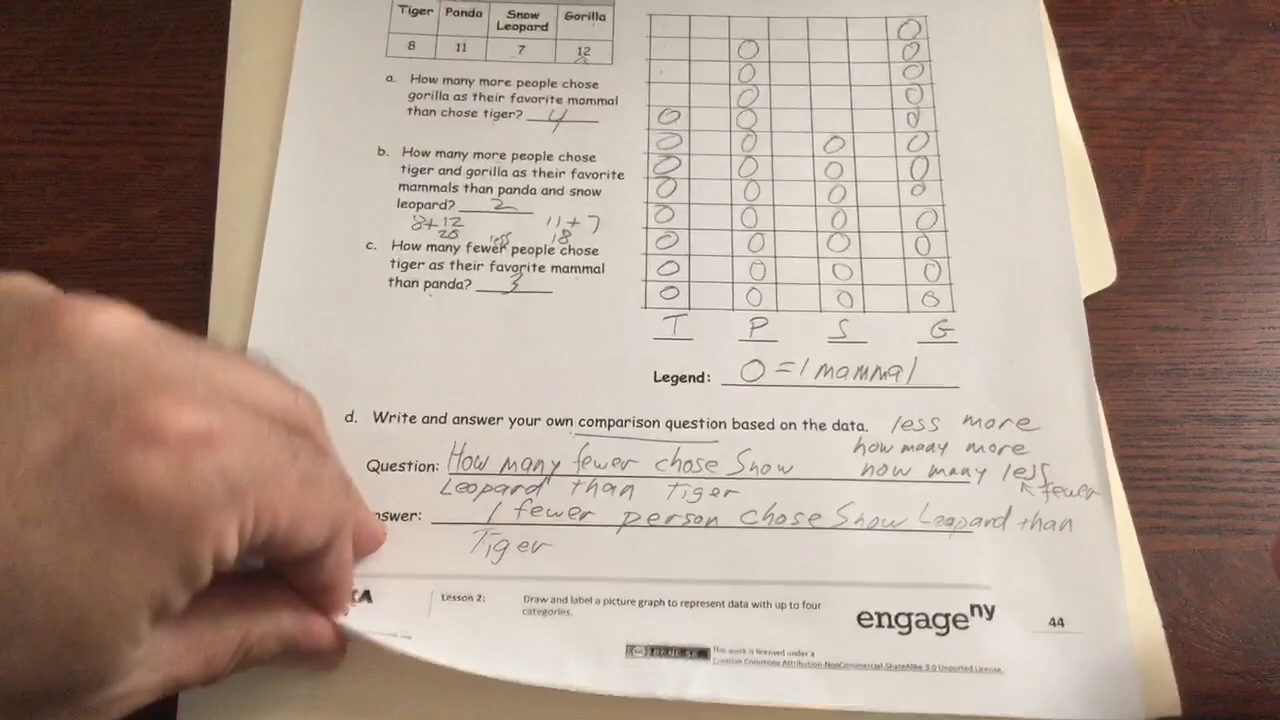 Tiger Panda Snow Leopard Gorilla
8 11 7 12
a. How many more people chose
gorilla as their favorite mammal
than chose tiger? 4
b. How many more people chose
tiger and gorilla as their favorite
mammals than panda and snow
leopard? 2
8+12 11+7
20 18
less
c. How many fewer people chose
tiger as their favorite mammal
than panda? 3
T P S G
Legend: O = 1 mammal
d. Write and answer your own comparison question based on the data. less more
how many more
Question: How many fewer chose Snow how many less
Leopard than Tiger fewer
nswer: 1 fewer person chose Snow Leopard than
Tiger
Lesson 2: Draw and label a picture graph to represent data with up to four
categories.
engageny 44
This work is licensed under a
Creative Commons Attribution-NonCommercial-ShareAlike 3.0 Unported License.